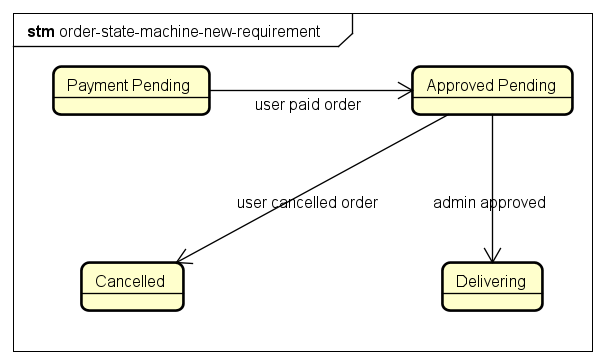 stm order-state-machine-new-requirement
Payment Pending
Approved Pending
user paid order
user cancelled order
admin approved
Cancelled
Delivering